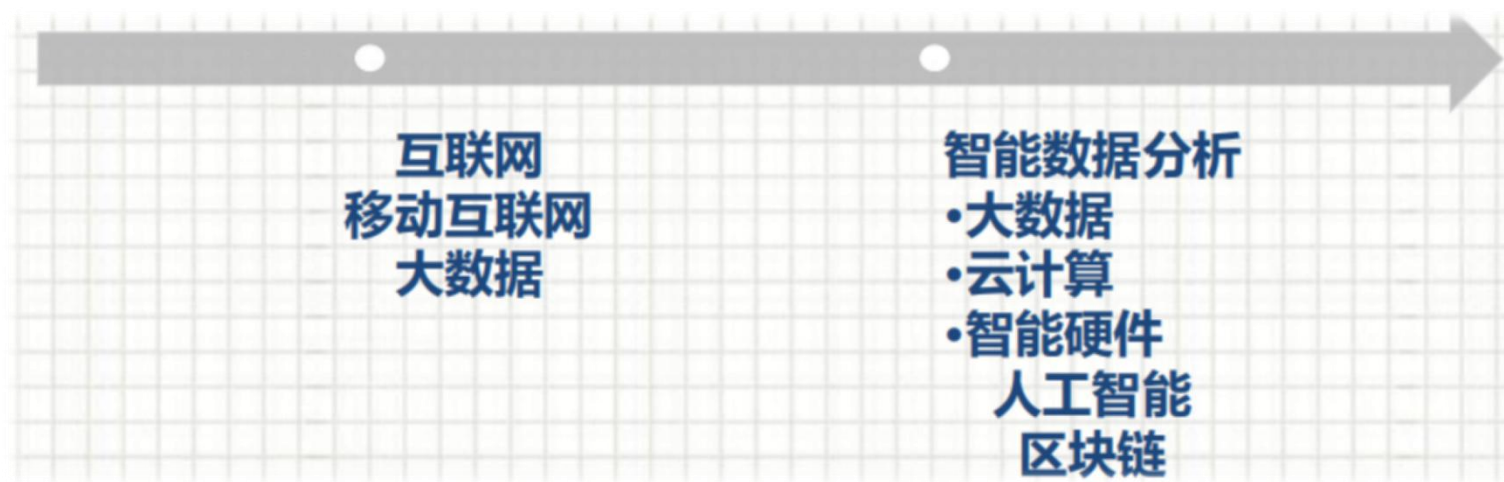 互联网
移动互联网
大数据
智能数据分析
•大数据
•云计算
•智能硬件
人工智能
区块链